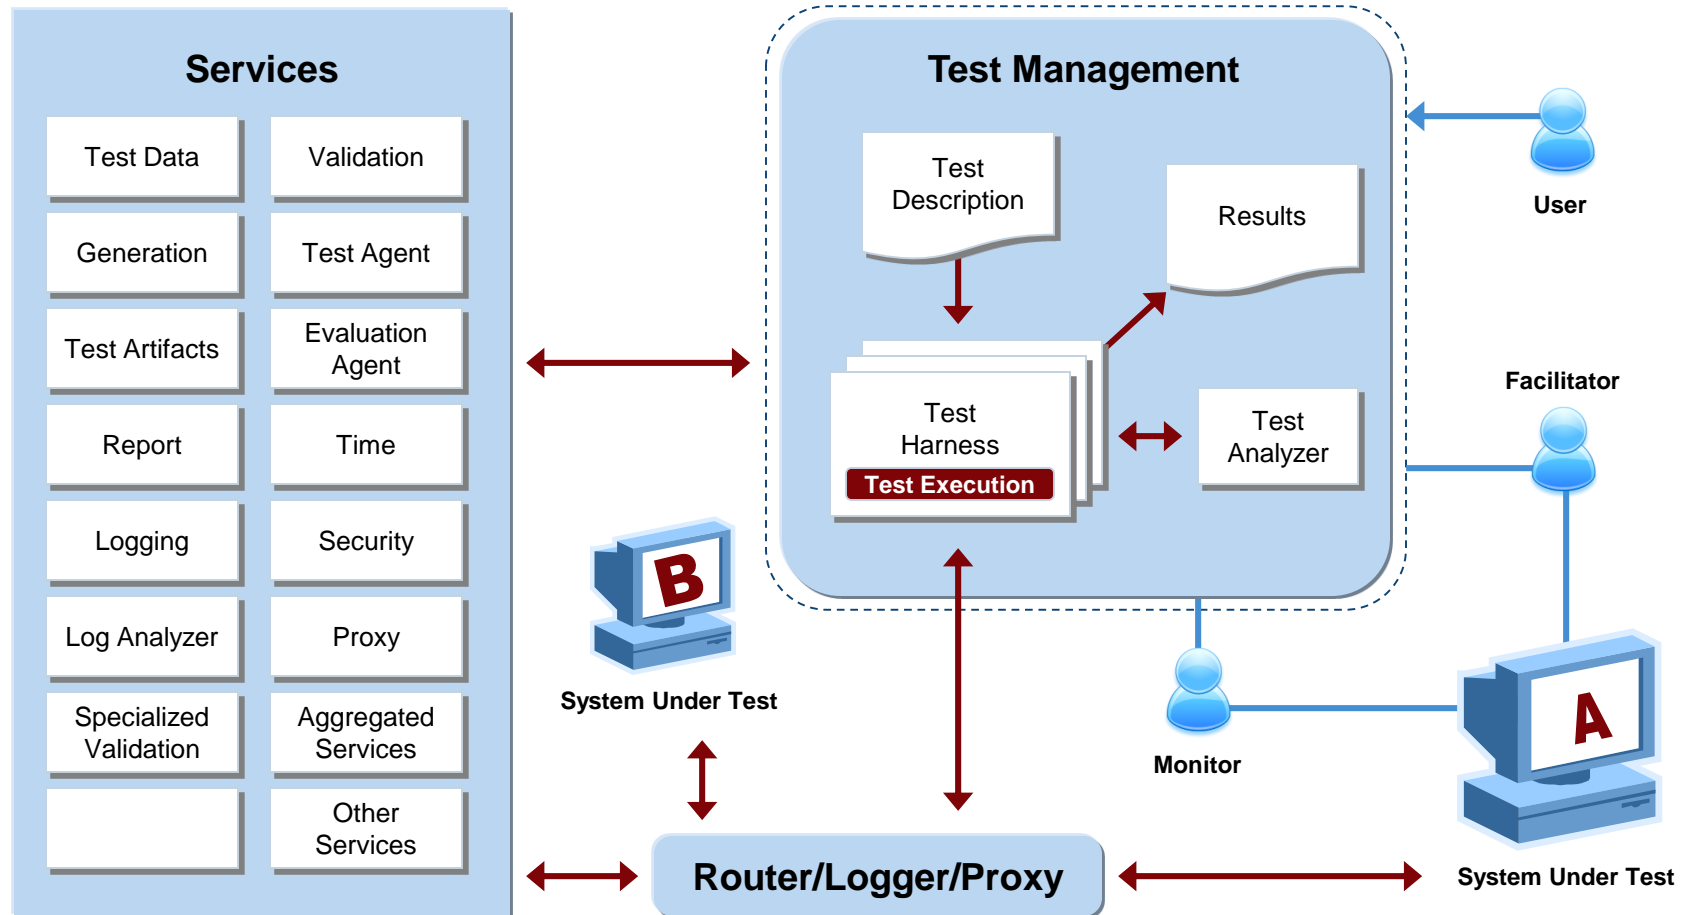 Services
Test Data
Validation
Generation
Test Agent
Test Artifacts
Evaluation
Agent
Report
Time
Logging
Security
Log Analyzer
Proxy
Specialized
Validation
Aggregated
Services
Other
Services
Test Management
Test
Description
Results
Test
Harness
Test Execution
Test
Analyzer
User
Facilitator
B
System Under Test
Monitor
A
System Under Test
Router/Logger/Proxy